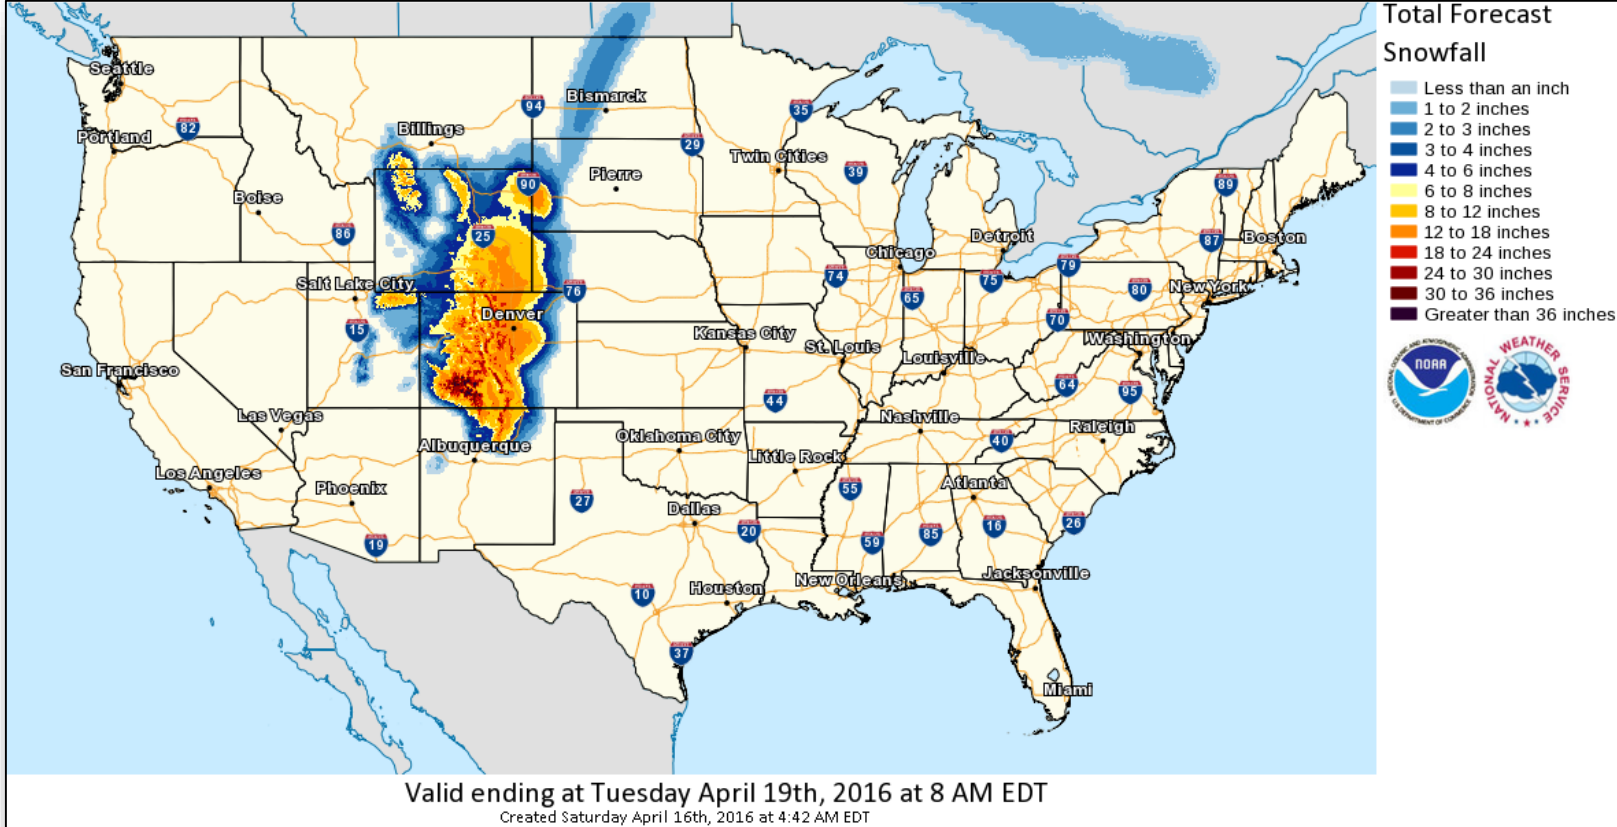 Total Forecast
Snowfall
Less than an inch
1 to 2 inches
2 to 3 inches
3 to 4 inches
4 to 6 inches
6 to 8 inches
8 to 12 inches
12 to 18 inches
18 to 24 inches
24 to 30 inches
30 to 36 inches
Greater than 36 inches
NOAA
NATIONAL WEATHER SERVICE
Seattle
94
Bismarck
35
82
Portland
Billings
29
Twin Cities
39
Pierre
90
89
Boise
86
25
87
Boston
Detroit
Chicago
79
74
75
Salt Lake City
76
65
80
New York
15
Denver
70
Kansas City
St. Louis
Washington
Louisville
San Francisco
64
95
44
Las Vegas
Nashville
Raleigh
Albuquerque
Oklahoma City
40
Little Rock
Los Angeles
Phoenix
27
55
Atlanta
Dallas
20
59
85
16
26
19
10
Houston
New Orleans
Jacksonville
37
Miami
Valid ending at Tuesday April 19th, 2016 at 8 AM EDT
Created Saturday April 16th, 2016 at 4:42 AM EDT